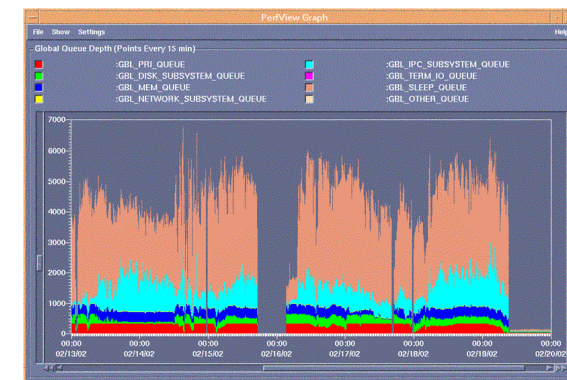 PerfView Graph
File Show Settings Help
Global Queue Depth (Points Every 15 min)
:GBL_PRI_QUEUE :GBL_IPC_SUBSYSTEM_QUEUE
:GBL_DISK_SUBSYSTEM_QUEUE :GBL_TERM_IO_QUEUE
:GBL_MEM_QUEUE :GBL_SLEEP_QUEUE
:GBL_NETWORK_SUBSYSTEM_QUEUE :GBL_OTHER_QUEUE
7000
6000
5000
4000
3000
2000
1000
0
00:00 00:00 00:00 00:00 00:00 00:00 00:00 00:00
02/13/02 02/14/02 02/15/02 02/16/02 02/17/02 02/18/02 02/19/02 02/20/02